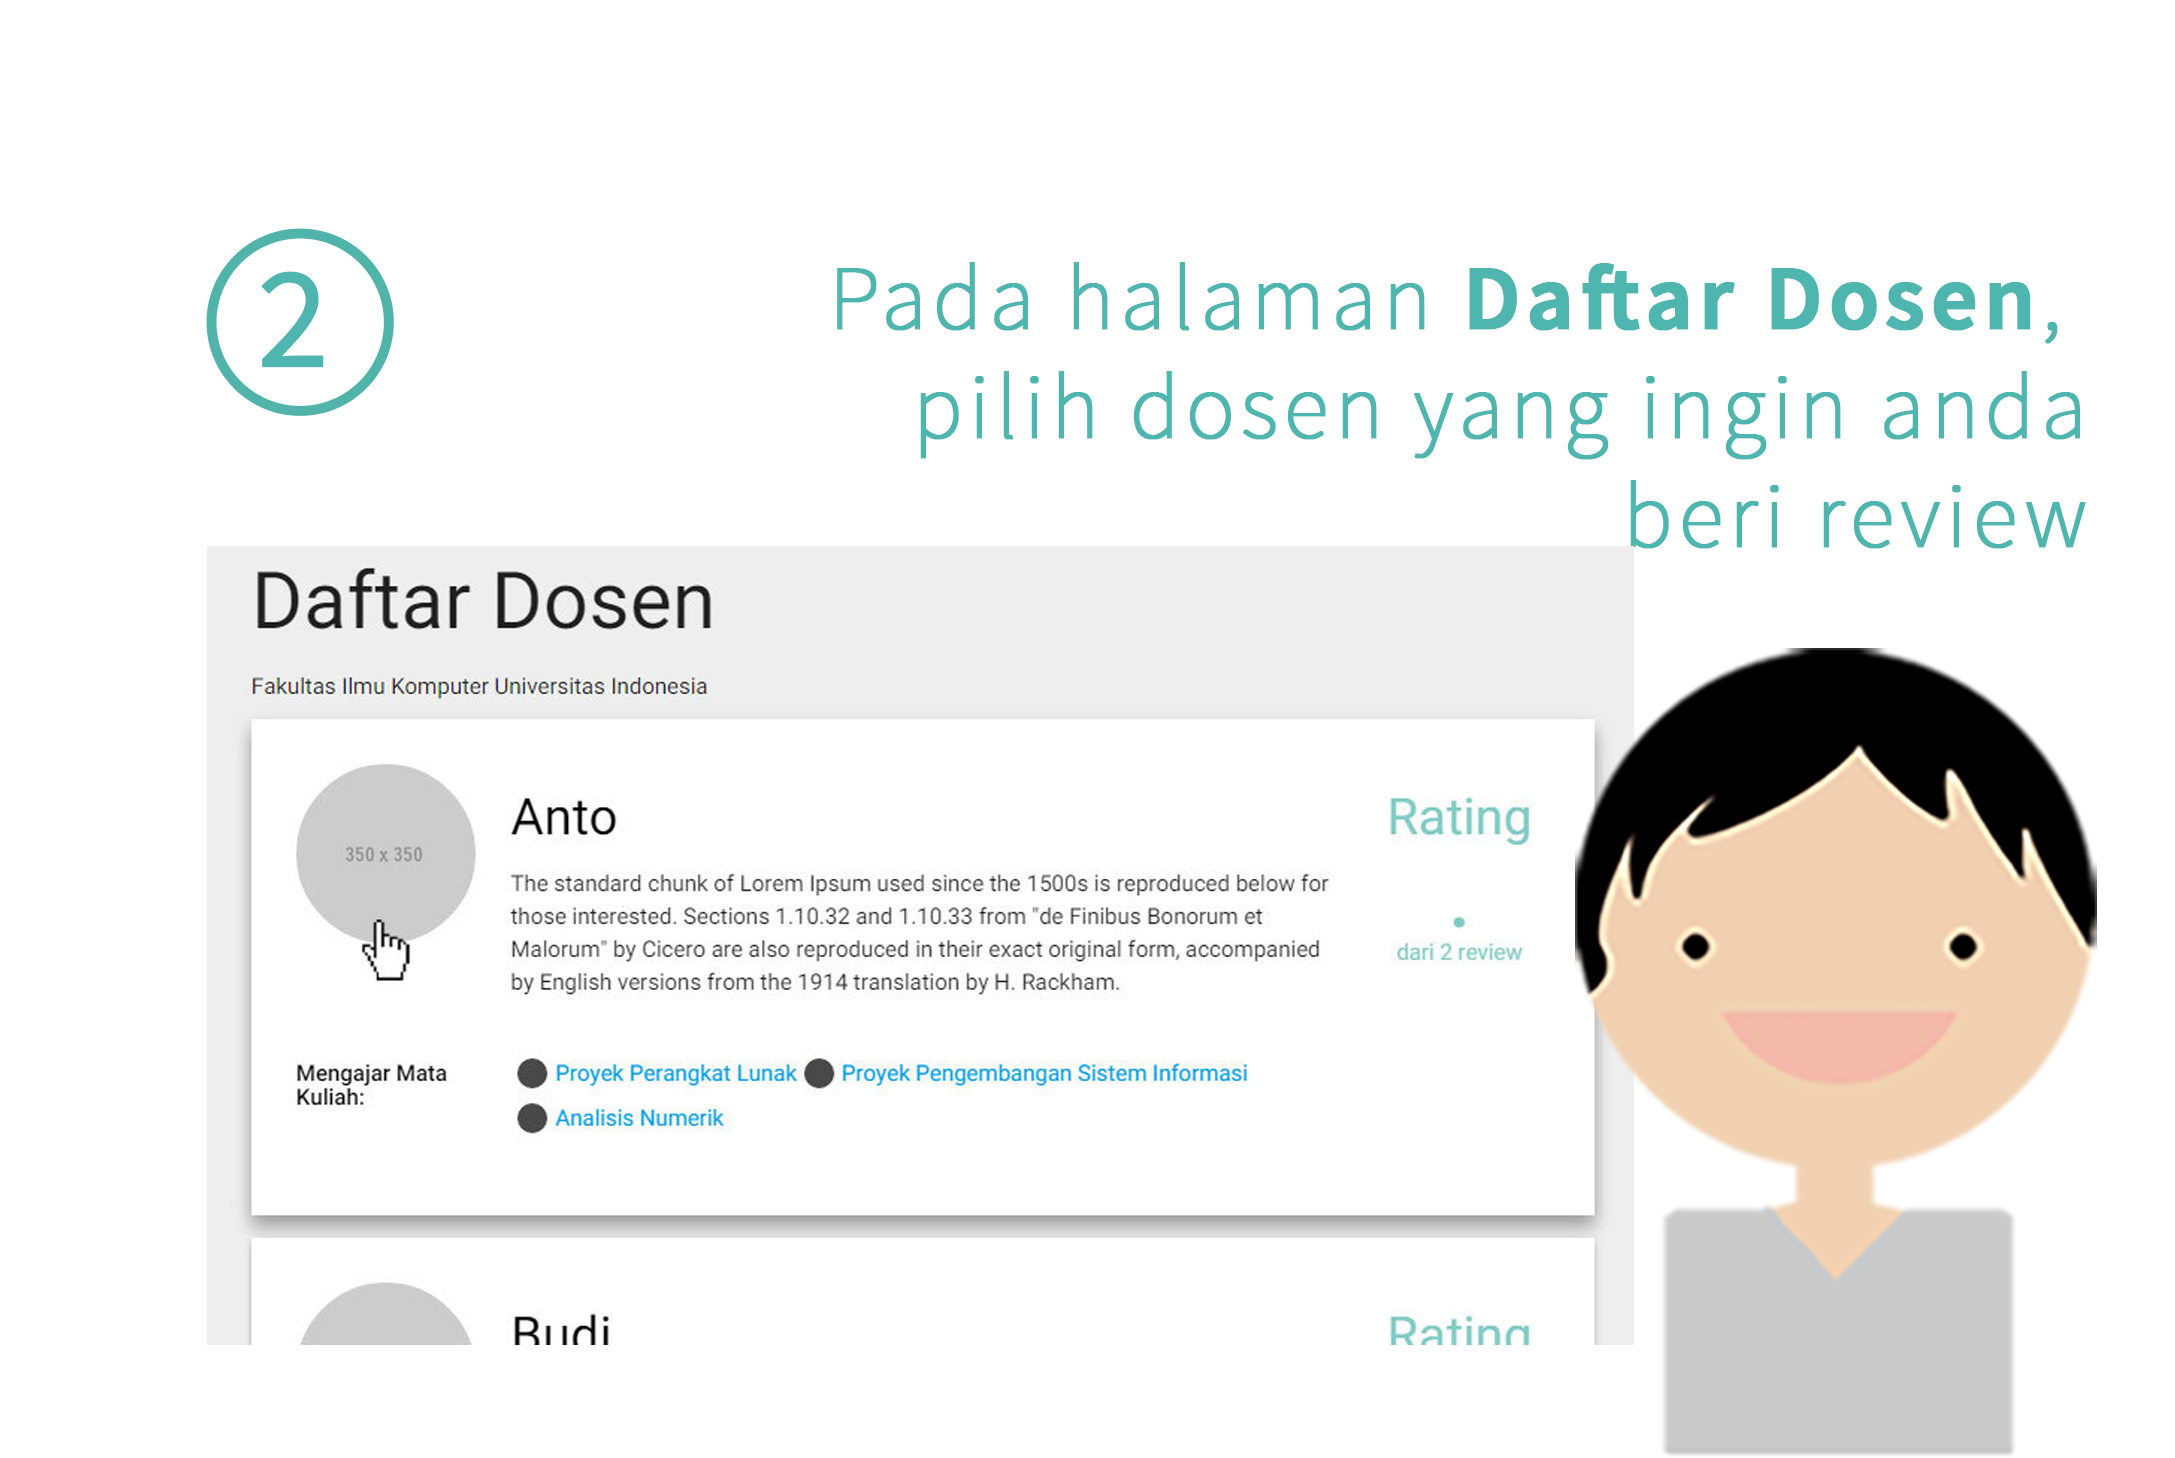 2
Pada halaman Daftar Dosen,
pilih dosen yang ingin anda
beri review
Daftar Dosen
Fakultas Ilmu Komputer Universitas Indonesia
350 x 350
Anto
Rating
The standard chunk of Lorem Ipsum used since the 1500s is reproduced below for
those interested. Sections 1.10.32 and 1.10.33 from "de Finibus Bonorum et
Malorum" by Cicero are also reproduced in their exact original form, accompanied
by English versions from the 1914 translation by H. Rackham.
dari 2 review
Mengajar Mata
Kuliah:
Proyek Perangkat Lunak Proyek Pengembangan Sistem Informasi
Analisis Numerik
Budi
Rating